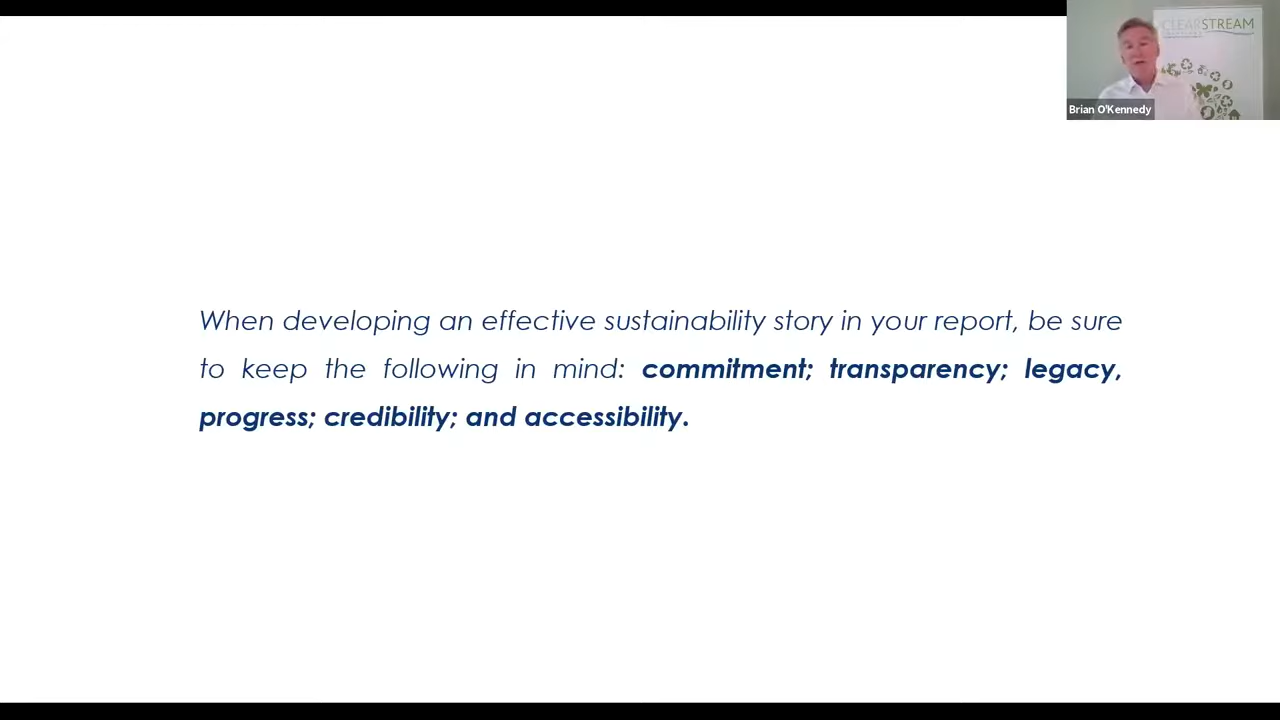 CLEARSTREAM
Brian O'Kennedy
When developing an effective sustainability story in your report, be sure
to keep the following in mind: commitment; transparency; legacy,
progress; credibility; and accessibility.